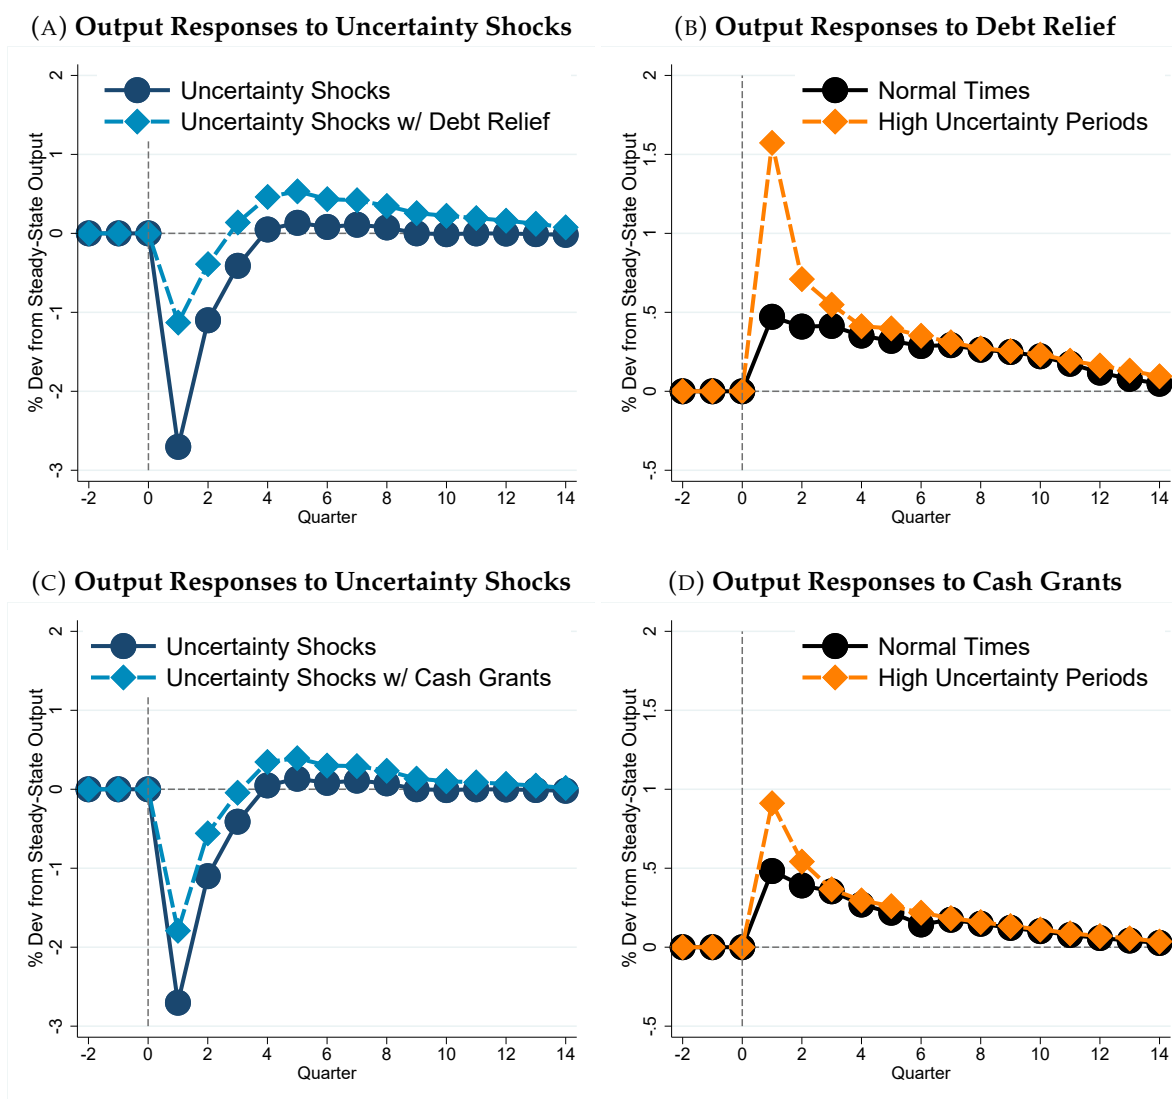 (A) Output Responses to Uncertainty Shocks
% Dev from Steady-State Output
2
1
0
-1
-2
-3
Uncertainty Shocks
Uncertainty Shocks w/ Debt Relief
-2 0 2 4 6 8 10 12 14
Quarter
(B) Output Responses to Debt Relief
% Dev from Steady-State Output
2
1.5
1
.5
0
-.5
Normal Times
High Uncertainty Periods
-2 0 2 4 6 8 10 12 14
Quarter
(C) Output Responses to Uncertainty Shocks
% Dev from Steady-State Output
2
1
0
-1
-2
-3
Uncertainty Shocks
Uncertainty Shocks w/ Cash Grants
-2 0 2 4 6 8 10 12 14
Quarter
(D) Output Responses to Cash Grants
% Dev from Steady-State Output
2
1.5
1
.5
0
-.5
Normal Times
High Uncertainty Periods
-2 0 2 4 6 8 10 12 14
Quarter